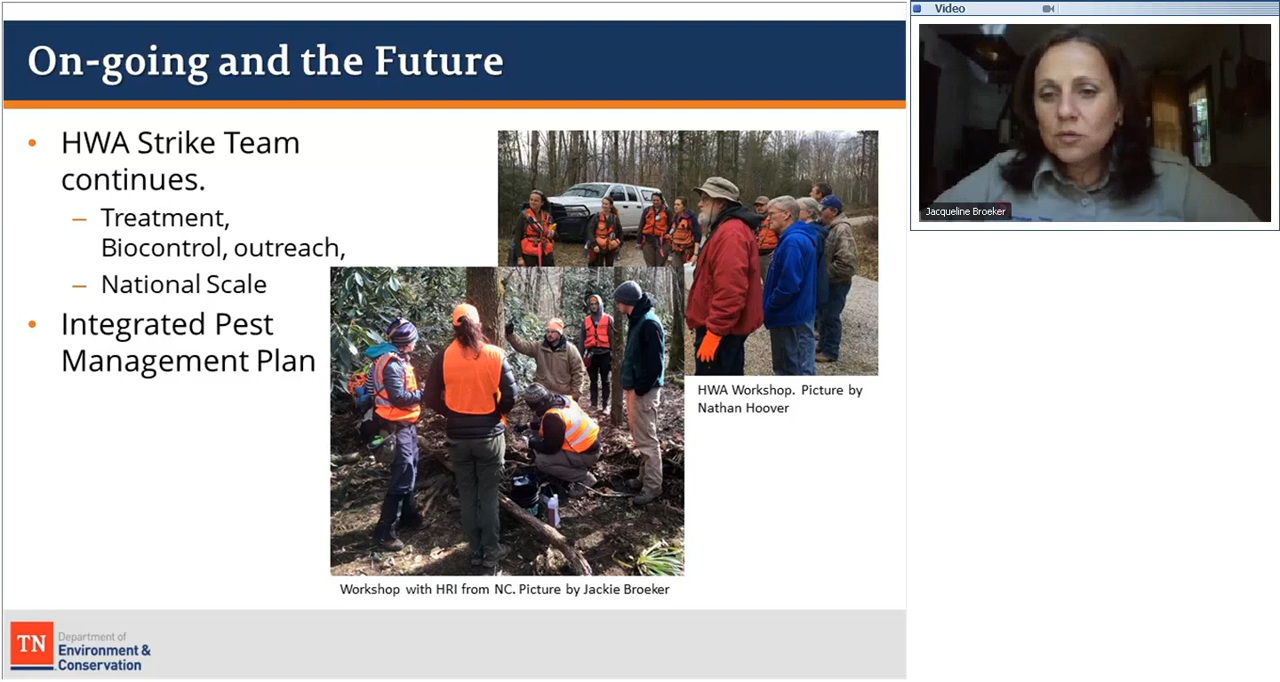 On-going and the Future
• HWA Strike Team
continues.
– Treatment,
Biocontrol, outreach,
– National Scale
• Integrated Pest
Management Plan
HWA Workshop. Picture by
Nathan Hoover
Workshop with HRI from NC. Picture by Jackie Broeker
TN
Department of
Environment &
Conservation
Video
Jacqueline Broeker